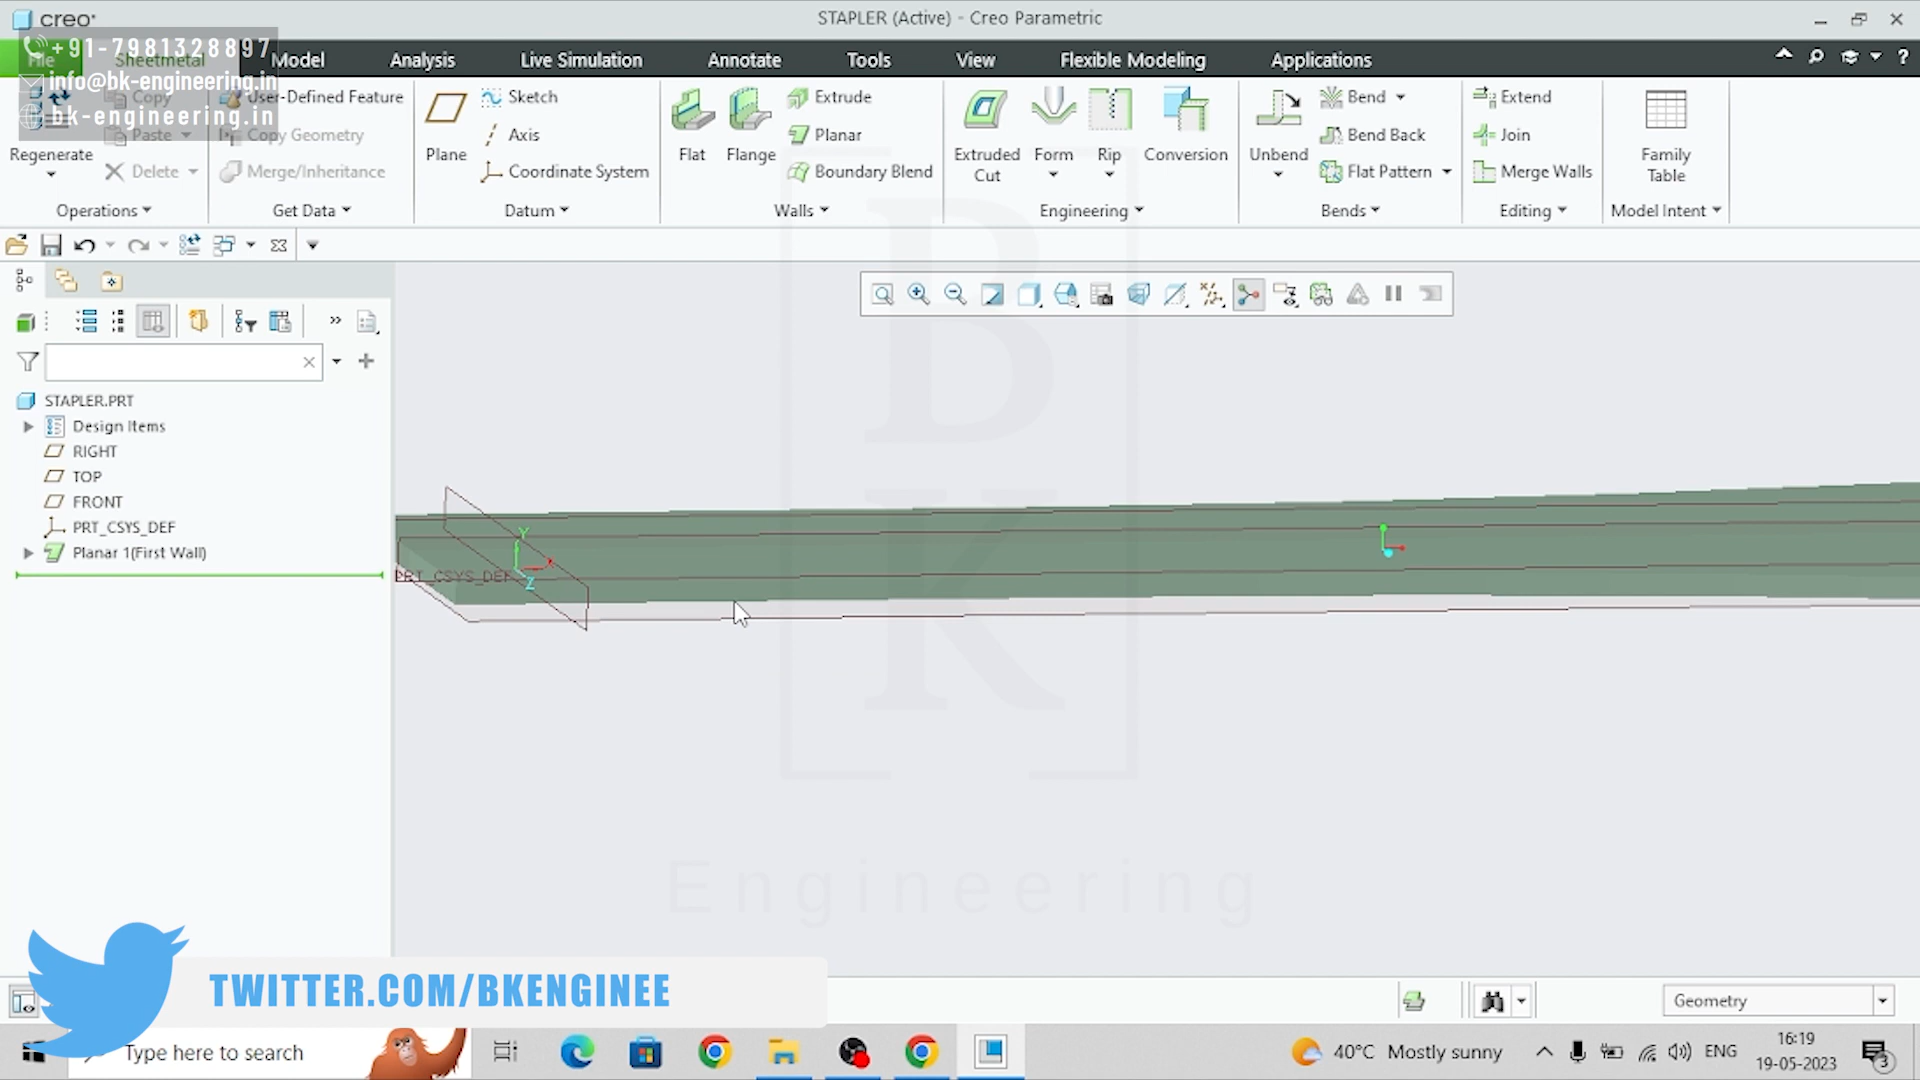 creo
STAPLER (Active) - Creo Parametric
+91-7981328897
info@bk-engineering.in
bk-engineering.in
File
Sheetmetal
Model
Analysis
Live Simulation
Annotate
Tools
View
Flexible Modeling
Applications
Regenerate
Copy
Paste
Delete
Operations
User-Defined Feature
Copy Geometry
Merge/Inheritance
Get Data
Plane
Sketch
Axis
Coordinate System
Datum
Flat
Flange
Extrude
Planar
Boundary Blend
Walls
Extruded
Cut
Form
Rip
Conversion
Engineering
Unbend
Bend
Bend Back
Flat Pattern
Bends
Extend
Join
Merge Walls
Editing
Family
Table
Model Intent
STAPLER.PRT
Design Items
RIGHT
TOP
FRONT
PRT_CSYS_DEF
Planar 1(First Wall)
Y
X
Z
PRT_CSYS_DEF
BK
Engineering
TWITTER.COM/BKENGINEE
Geometry
Type here to search
40°C Mostly sunny
ENG
16:19
19-05-2023
3